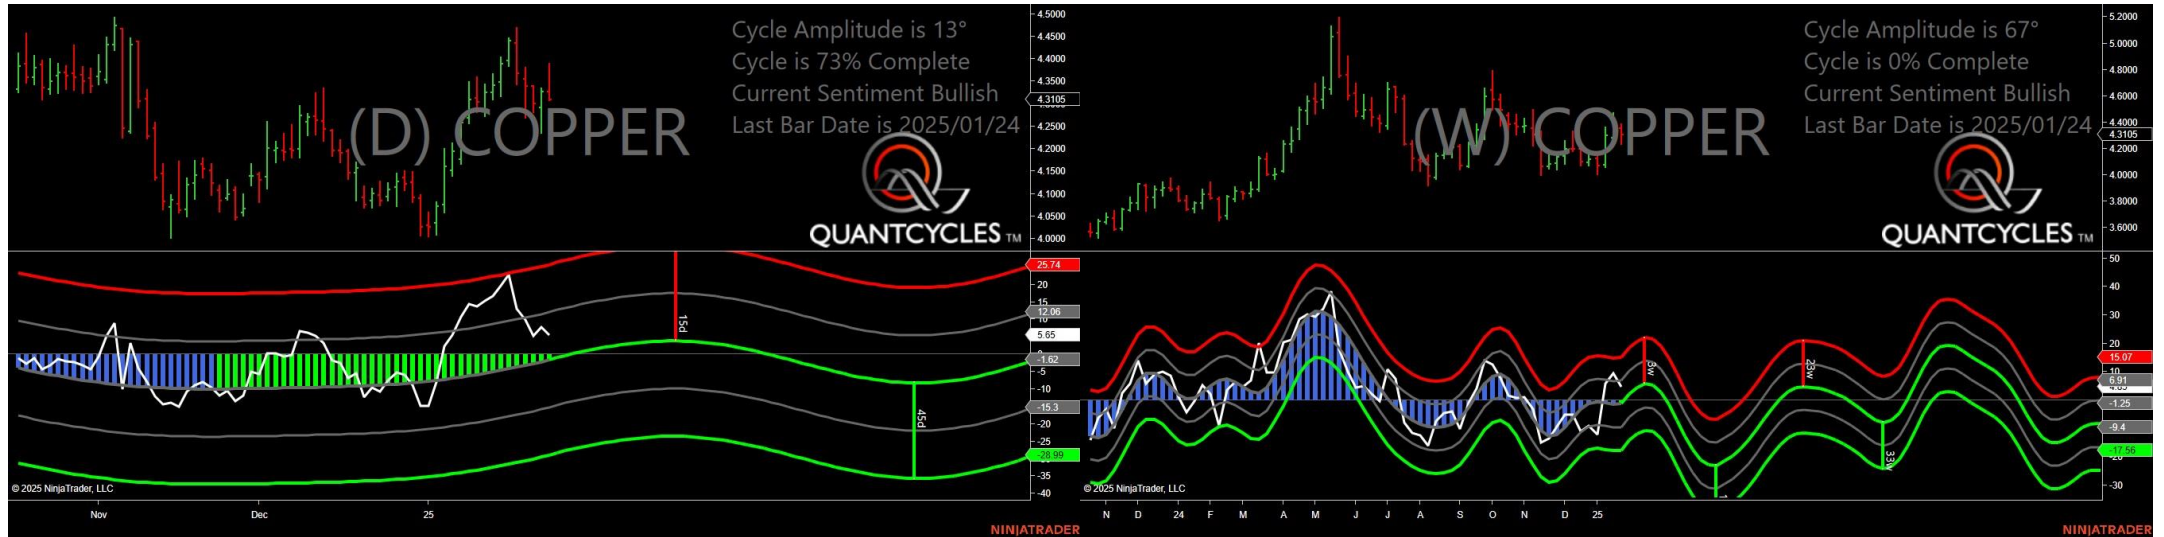 Cycle Amplitude is 13°
Cycle is 73% Complete
Current Sentiment Bullish
Last Bar Date is 2025/01/24
(D) COPPER
QUANTCYCLES TM
4.5000
4.4500
4.4000
4.3500
4.3105
4.2500
4.2000
4.1500
4.1000
4.0500
4.0000
25.74
20
15
12.06
5.65
-1.62
-5
-10
-15.3
-20
-25
-28.99
-35
-40
15d
45d
© 2025 NinjaTrader, LLC
Nov
Dec
25
NINJATRADER
Cycle Amplitude is 67°
Cycle is 0% Complete
Current Sentiment Bullish
Last Bar Date is 2025/01/24
(W) COPPER
QUANTCYCLES TM
5.2000
5.0000
4.8000
4.6000
4.4000
4.3105
4.2000
4.0000
3.8000
3.6000
50
40
30
20
15.07
10
6.91
-1.25
-9.4
-17.56
-30
23w
33w
© 2025 NinjaTrader, LLC
N D 24 F M A M J J A S O N D 25
NINJATRADER